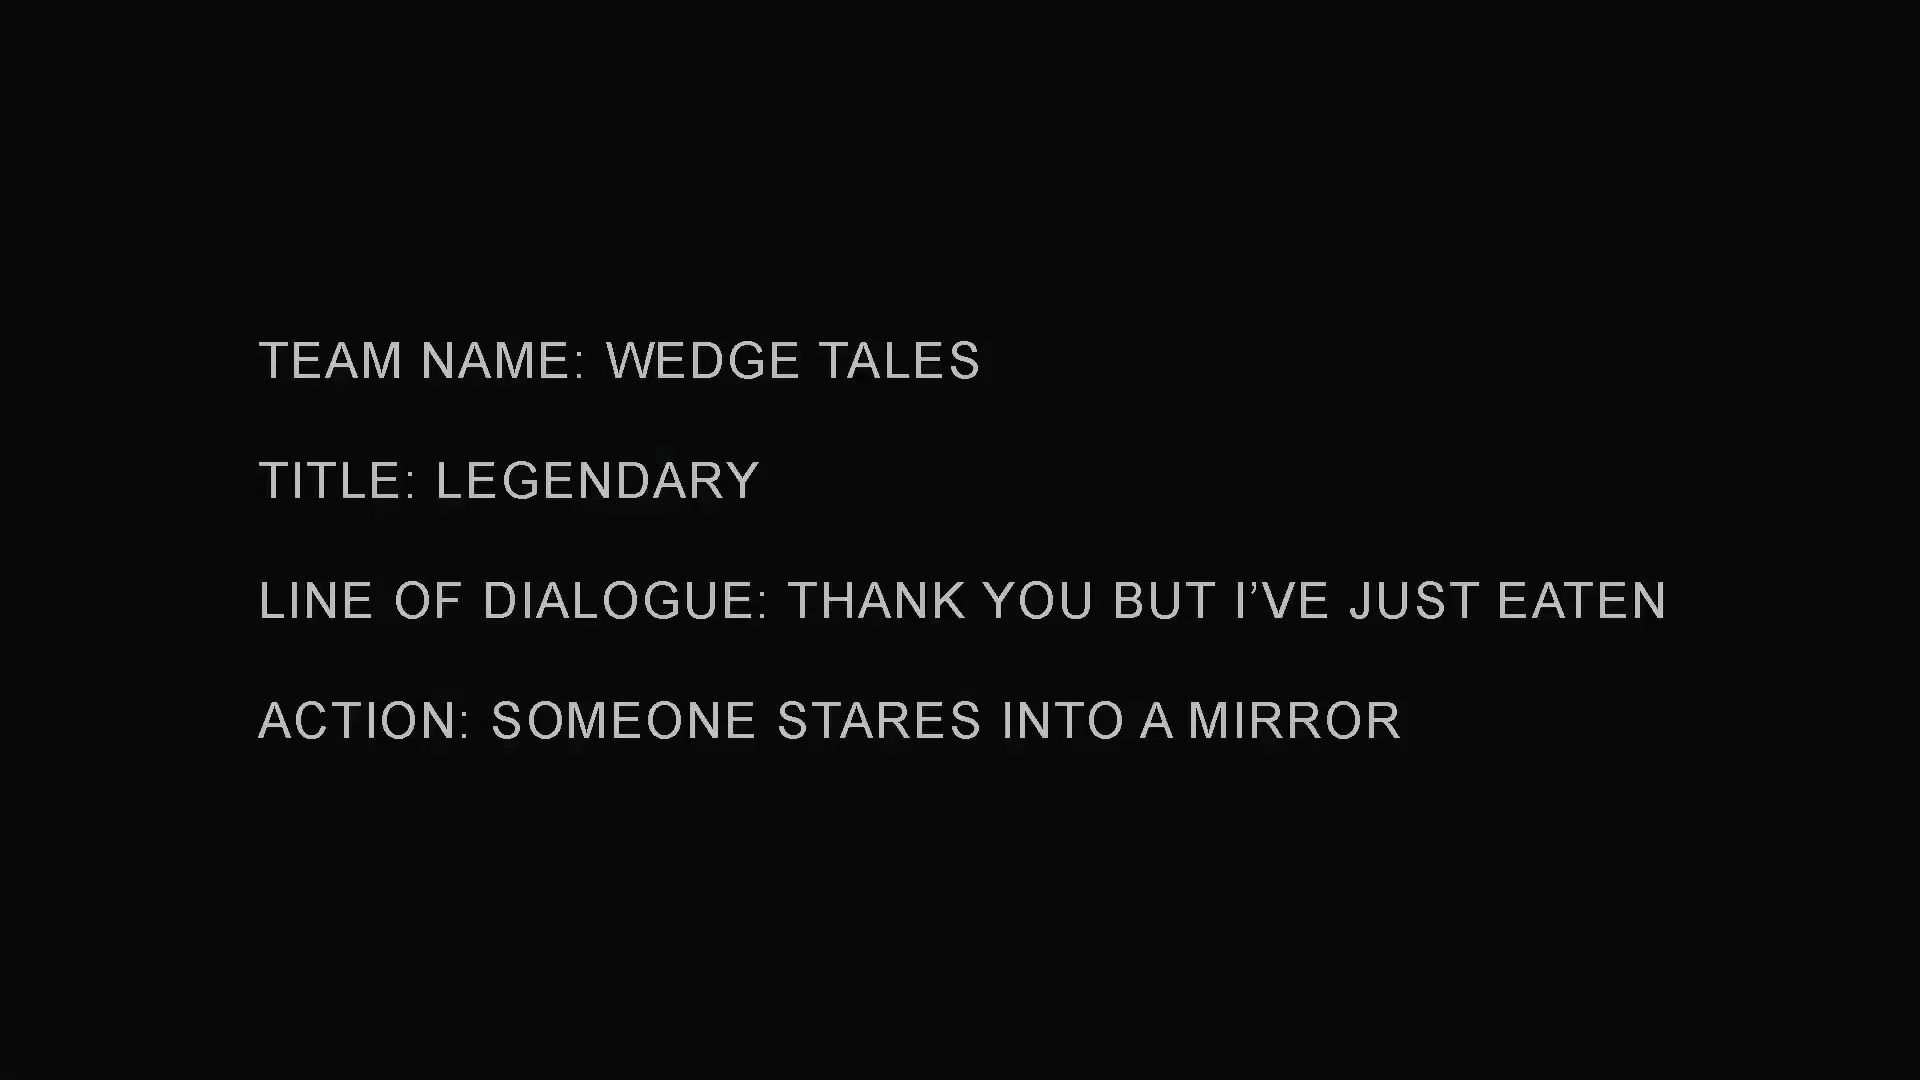 TEAM NAME: WEDGE TALES
TITLE: LEGENDARY
LINE OF DIALOGUE: THANK YOU BUT I’VE JUST EATEN
ACTION: SOMEONE STARES INTO A MIRROR